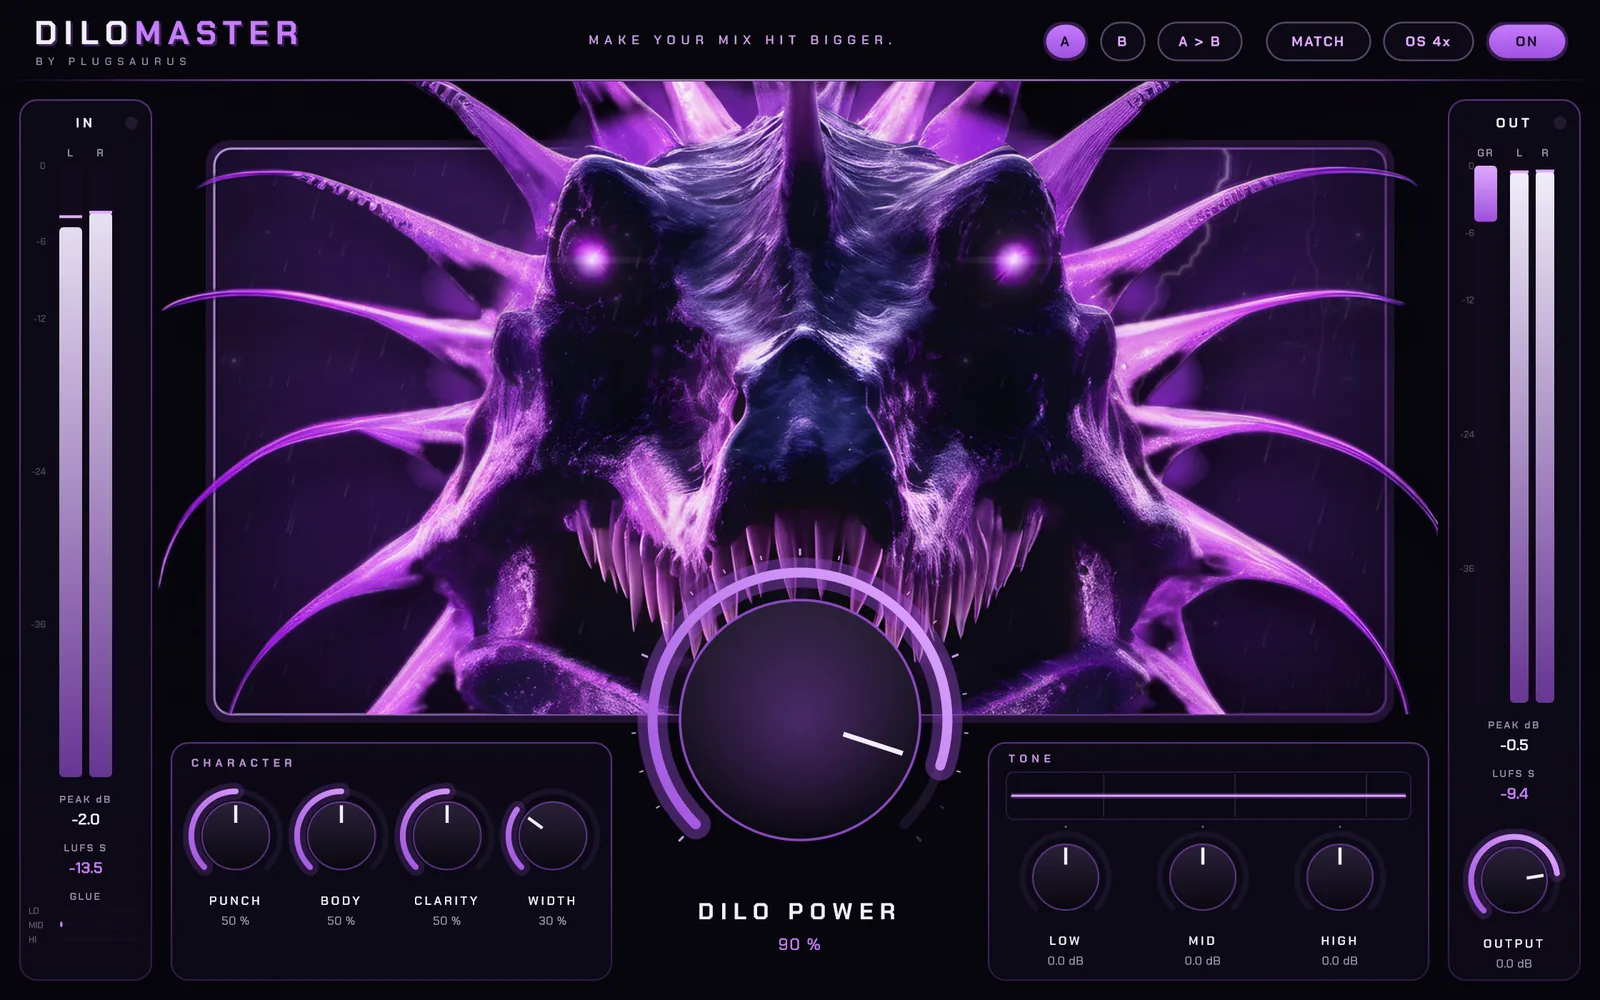 DILOMASTER
BY PLUGSAURUS
MAKE YOUR MIX HIT BIGGER.
A
B
A > B
MATCH
OS 4x
ON
IN
L R
0
-6
-12
-24
-36
PEAK dB
-2.0
LUFS S
-13.5
GLUE
LO
MID
HI
CHARACTER
PUNCH
50 %
BODY
50 %
CLARITY
50 %
WIDTH
30 %
DILO POWER
90 %
TONE
LOW
0.0 dB
MID
0.0 dB
HIGH
0.0 dB
OUT
GR L R
0
-6
-12
-24
-36
PEAK dB
-0.5
LUFS S
-9.4
OUTPUT
0.0 dB